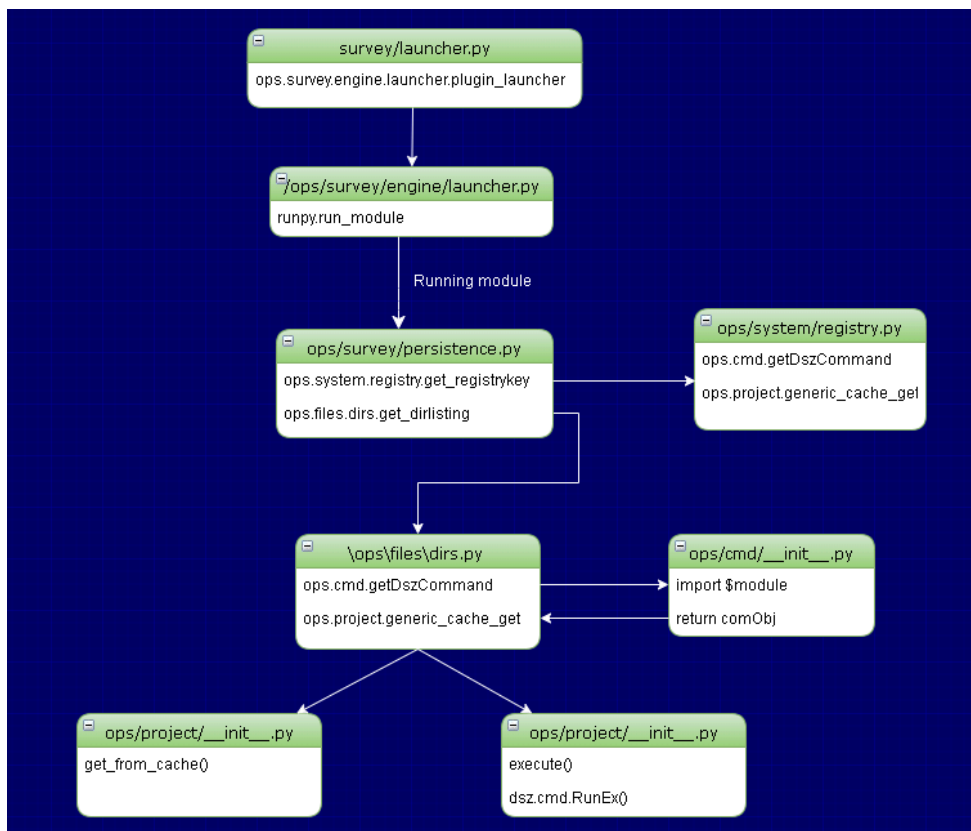 survey/launcher.py
ops.survey.engine.launcher.plugin_launcher
/ops/survey/engine/launcher.py
runpy.run_module
Running module
ops/survey/persistence.py
ops.system.registry.get_registrykey
ops.files.dirs.get_dirlisting
ops/system/registry.py
ops.cmd.getDszCommand
ops.project.generic_cache_get
\ops\files\dirs.py
ops.cmd.getDszCommand
ops.project.generic_cache_get
ops/cmd/__init__.py
import $module
return comObj
ops/project/__init__.py
get_from_cache()
ops/project/__init__.py
execute()
dsz.cmd.RunEx()